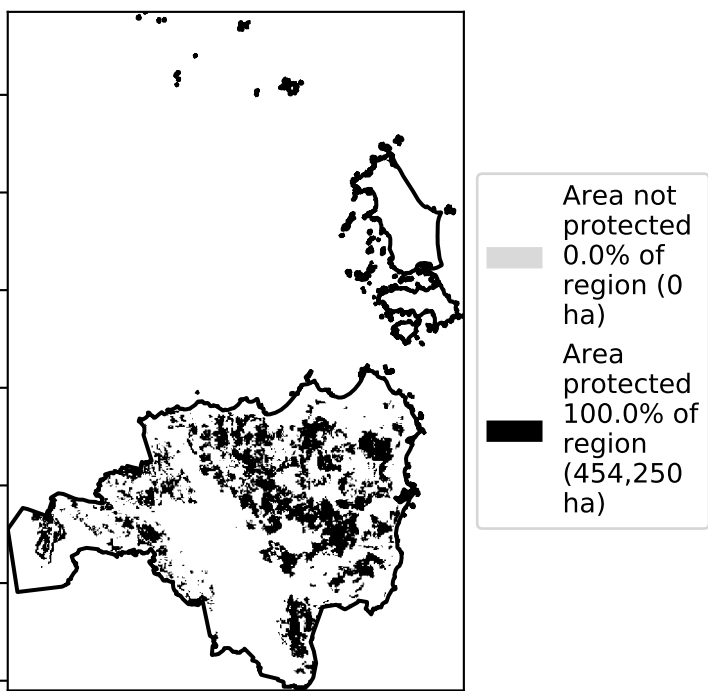 Area not
protected
0.0% of
region (0
ha)
Area
protected
100.0% of
region
(454,250
ha)